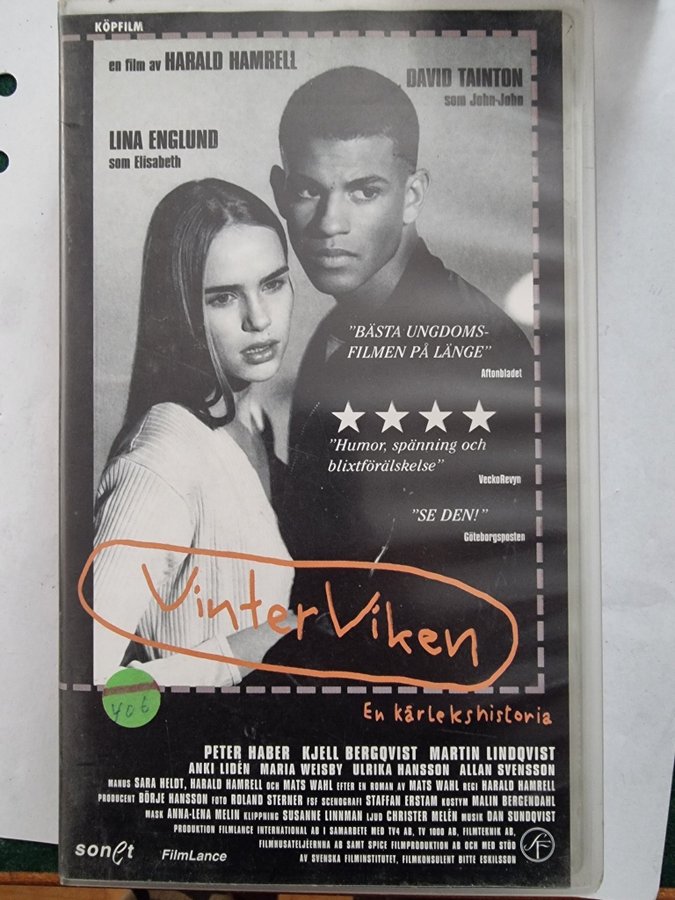 KÖPFILM
en film av HARALD HAMRELL
DAVID TAINTON
som John-John
LINA ENGLUND
som Elisabeth
"BÄSTA UNGDOMS-
FILMEN PÅ LÄNGE"
Aftonbladet
"Humor, spänning och
blixtförälskelse"
VeckoRevyn
"SE DEN!"
Göteborgsposten
VinterViken
406
En kärlekshistoria
PETER HABER KJELL BERGQVIST MARTIN LINDQVIST
ANKI LIDÉN MARIA WEISBY ULRIKA HANSSON ALLAN SVENSSON
MANUS SARA HELDT, HARALD HAMRELL OCH MATS WAHL EFTER EN ROMAN AV MATS WAHL REGI HARALD HAMRELL
PRODUCENT BÖRJE HANSSON FOTO ROLAND STERNER FSF SCENOGRAFI STAFFAN ERSTAM KOSTYM MALIN BERGENDAHL
MASK ANNA-LENA MELIN KLIPPNING SUSANNE LINNMAN LJUD CHRISTER MELÉN MUSIK DAN SUNDQVIST
PRODUKTION FILMLANCE INTERNATIONAL AB I SAMARBETE MED TV4 AB, TV 1000 AB, FILMTEKNIK AB,
FILMHUSATELJÉERNA AB SAMT SPICE FILMPRODUKTION AB OCH MED STÖD
AV SVENSKA FILMINSTITUTET, FILMKONSULENT BITTE ESKILSSON
sonet
FilmLance
SF